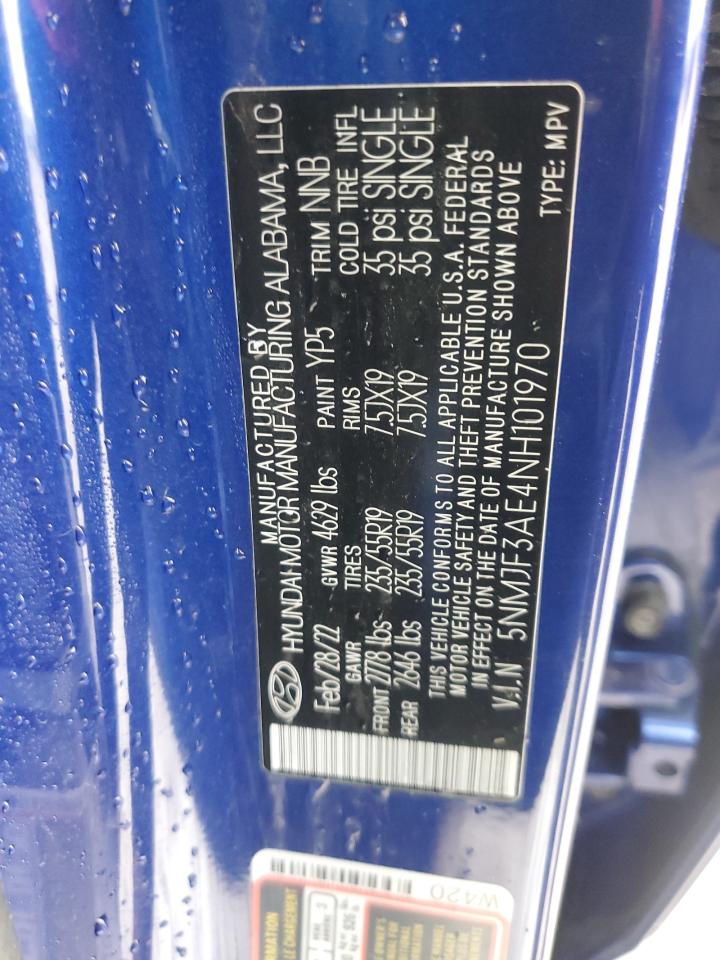 MANUFACTURED BY
HYUNDAI MOTOR MANUFACTURING ALABAMA, LLC
Feb/28/22 GVWR 4629 lbs PAINT YP5 TRIM NNB
GAWR TIRES RIMS COLD TIRE INFL
FRONT 2778 lbs 235/55R19 7.5JX19 35 psi SINGLE
REAR 2646 lbs 235/55R19 7.5JX19 35 psi SINGLE
THIS VEHICLE CONFORMS TO ALL APPLICABLE U.S.A. FEDERAL
MOTOR VEHICLE SAFETY AND THEFT PREVENTION STANDARDS
IN EFFECT ON THE DATE OF MANUFACTURE SHOWN ABOVE
V.I.N 5NMJF3AE4NH101970
TYPE: MPV
LE CHARGEMENT
W420